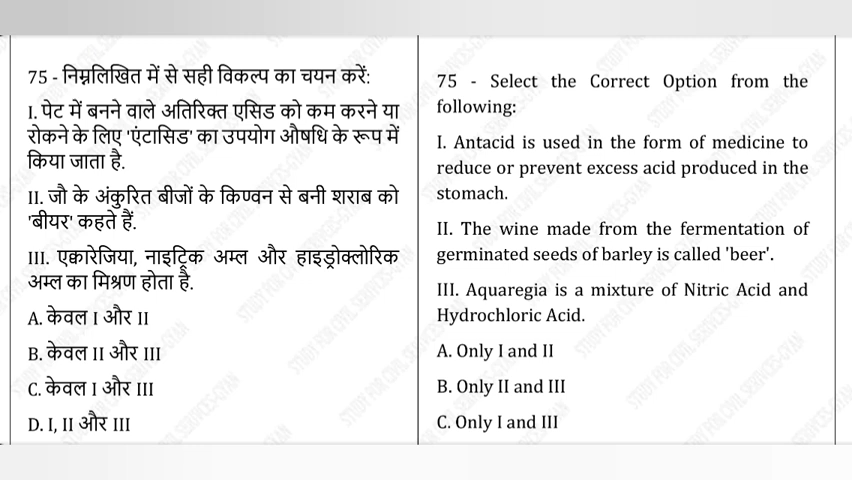 75 - निम्नलिखित में से सही विकल्प का चयन करें:
I. पेट में बनने वाले अतिरिक्त एसिड को कम करने या
रोकने के लिए 'एंटासिड' का उपयोग औषधि के रूप में
किया जाता है.
II. जौ के अंकुरित बीजों के किण्वन से बनी शराब को
'बीयर' कहते हैं.
III. एक्वारेजिया, नाइट्रिक अम्ल और हाइड्रोक्लोरिक
अम्ल का मिश्रण होता है.
A. केवल I और II
B. केवल II और III
C. केवल I और III
D. I, II और III
75 - Select the Correct Option from the
following:
I. Antacid is used in the form of medicine to
reduce or prevent excess acid produced in the
stomach.
II. The wine made from the fermentation of
germinated seeds of barley is called 'beer'.
III. Aquaregia is a mixture of Nitric Acid and
Hydrochloric Acid.
A. Only I and II
B. Only II and III
C. Only I and III